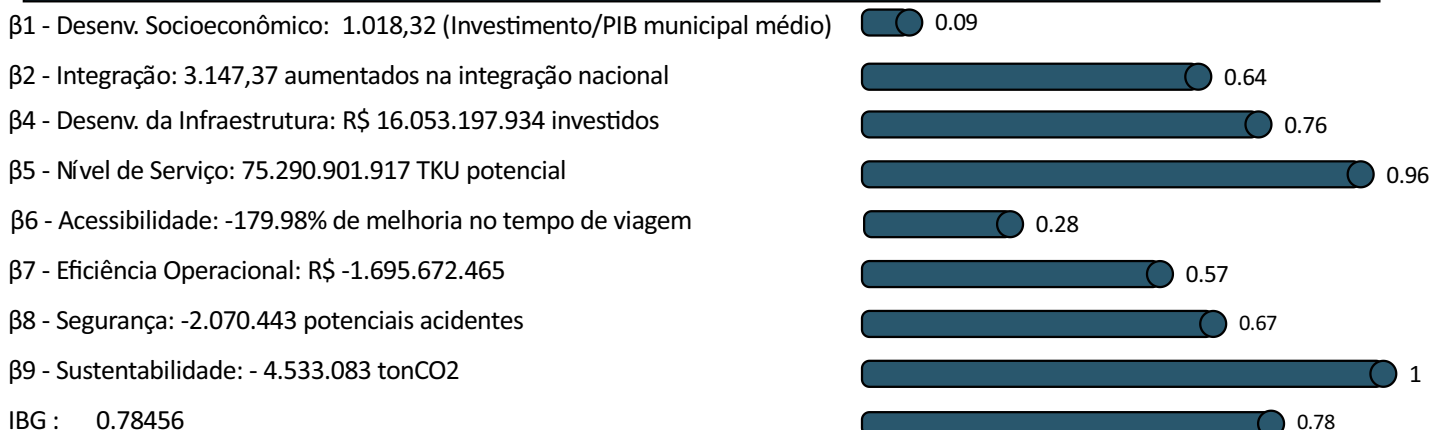 β1 - Desenv. Socioeconômico: 1.018,32 (Investimento/PIB municipal médio) 0.09
β2 - Integração: 3.147,37 aumentados na integração nacional 0.64
β4 - Desenv. da Infraestrutura: R$ 16.053.197.934 investidos 0.76
β5 - Nível de Serviço: 75.290.901.917 TKU potencial 0.96
β6 - Acessibilidade: -179.98% de melhoria no tempo de viagem 0.28
β7 - Eficiência Operacional: R$ -1.695.672.465 0.57
β8 - Segurança: -2.070.443 potenciais acidentes 0.67
β9 - Sustentabilidade: - 4.533.083 tonCO2 1
IBG : 0.78456 0.78